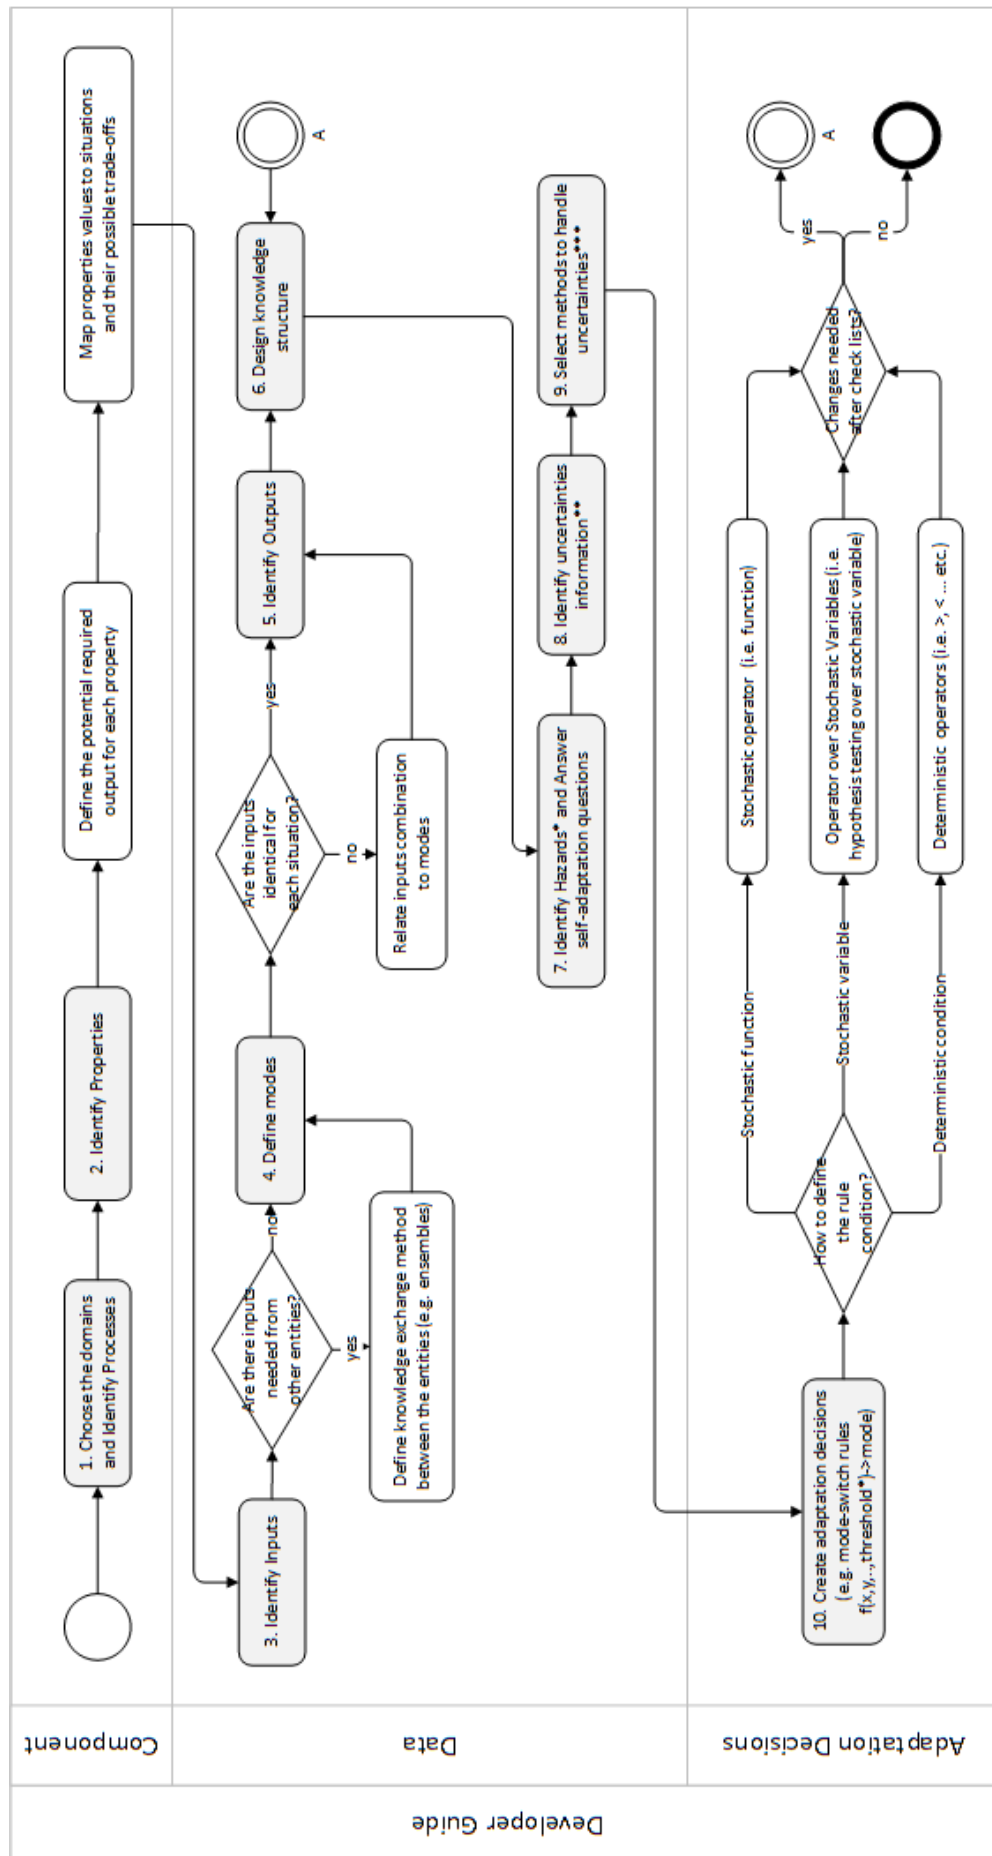 Developer Guide
Component
1. Choose the domains
and Identify Processes
2. Identify Properties
Define the potential required
output for each property
Map properties values to situations
and their possible trade-offs
Data
3. Identify Inputs
Are there inputs
needed from
other entities?
no
yes
Define knowledge exchange method
between the entities (e.g. ensembles)
4. Define modes
Are the inputs
identical for
each situation?
yes
no
Relate inputs combination
to modes
5. Identify Outputs
6. Design knowledge
structure
A
7. Identify Hazards* and Answer
self-adaptation questions
8. Identify uncertainties
information**
9. Select methods to handle
uncertainties***
Adaptation Decisions
10. Create adaptation decisions
(e.g. mode-switch rules
f(x,y,..,threshold*)->mode)
How to define
the rule
condition?
Stochastic function
Stochastic variable
Deterministic condition
Stochastic operator (i.e. function)
Operator over Stochastic Variables (i.e.
hypothesis testing over stochastic variable)
Deterministic operators (i.e. >, < ... etc.)
Changes needed
after check lists?
yes
no
A